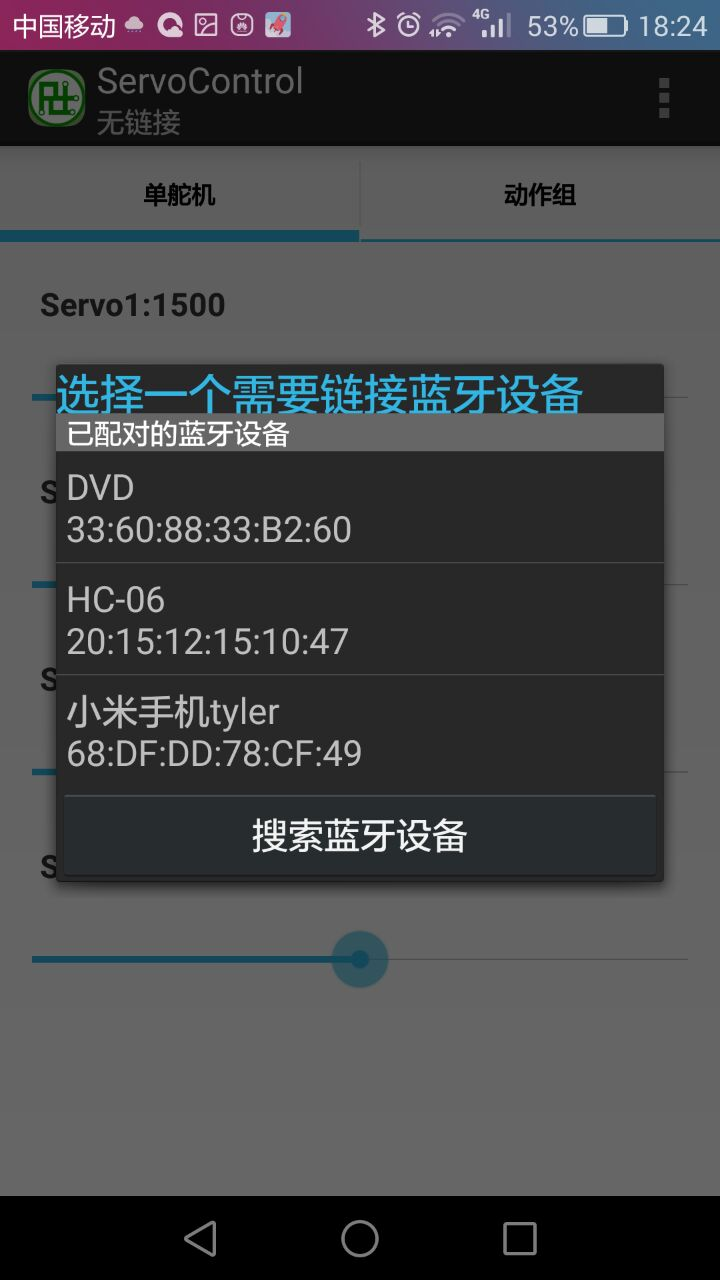 中国移动 4G 53% 18:24
ServoControl
无链接
单舵机 动作组
Servo1:1500
选择一个需要链接蓝牙设备
已配对的蓝牙设备
DVD
33:60:88:33:B2:60
HC-06
20:15:12:15:10:47
小米手机tyler
68:DF:DD:78:CF:49
搜索蓝牙设备